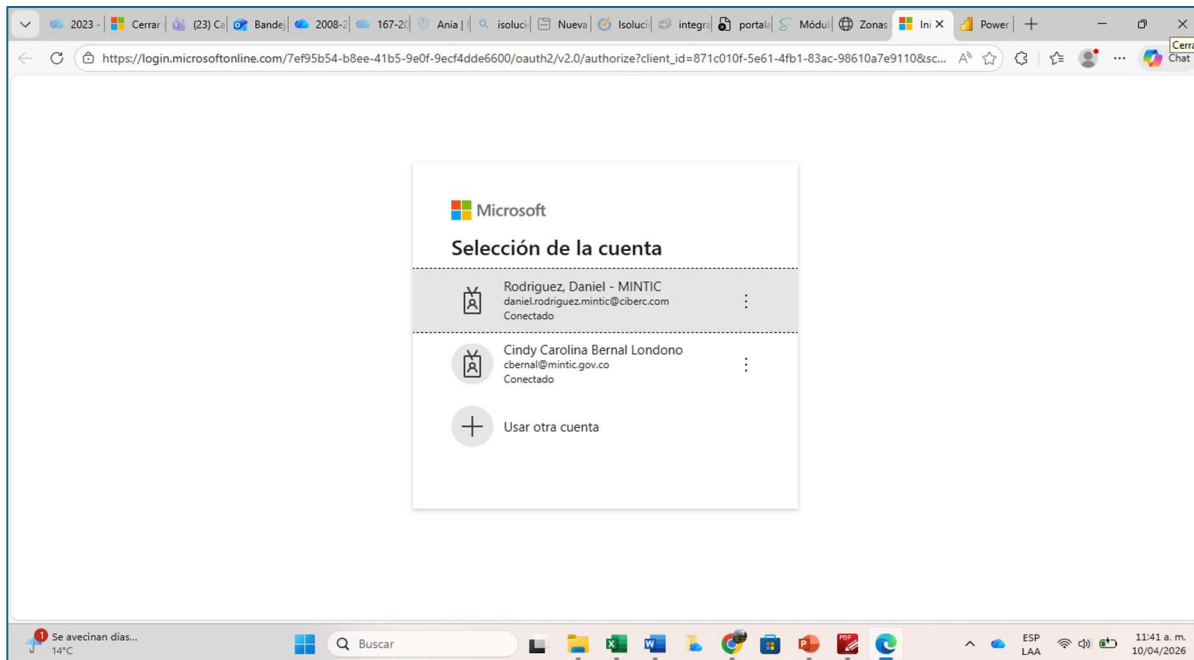 2023 -
Cerrar
(23) Ca
Bandej
2008-2
167-20
Ania |
isoluci
Nueva
Isoluci
integra
portala
Módul
Zonas
Ini
Power
https://login.microsoftonline.com/7ef95b54-b8ee-41b5-9e0f-9ecf4dde6600/oauth2/v2.0/authorize?client_id=871c010f-5e61-4fb1-83ac-98610a7e9110&sc...
Cerra
Chat
Microsoft
Selección de la cuenta
Rodriguez, Daniel - MINTIC
daniel.rodriguez.mintic@ciberc.com
Conectado
Cindy Carolina Bernal Londono
cbernal@mintic.gov.co
Conectado
Usar otra cuenta
1
Se avecinan días...
14°C
Buscar
ESP
LAA
11:41 a. m.
10/04/2026